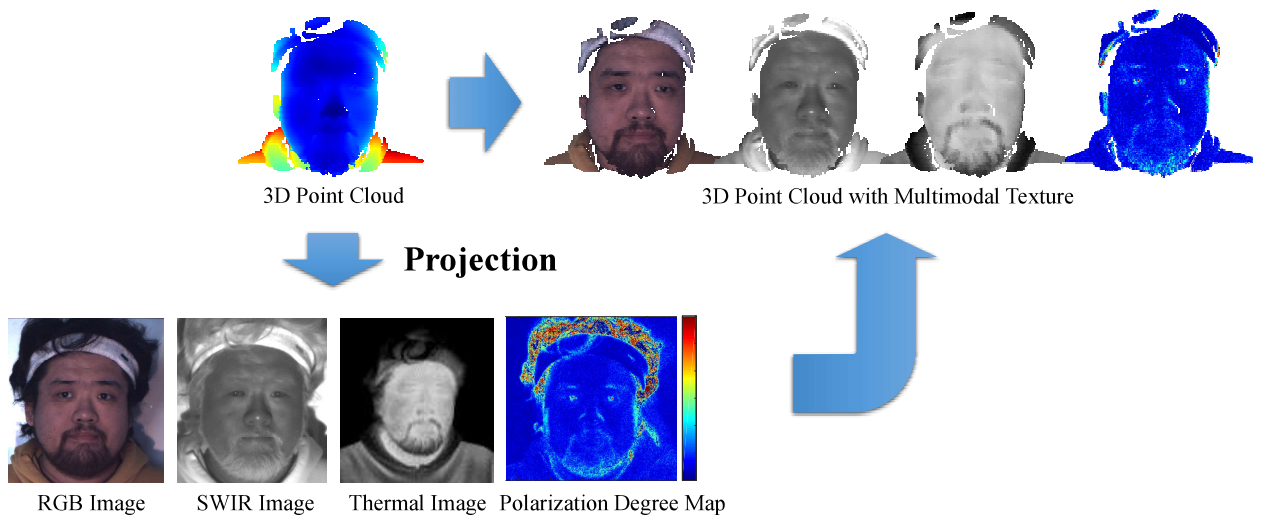 3D Point Cloud
3D Point Cloud with Multimodal Texture
Projection
RGB Image
SWIR Image
Thermal Image
Polarization Degree Map